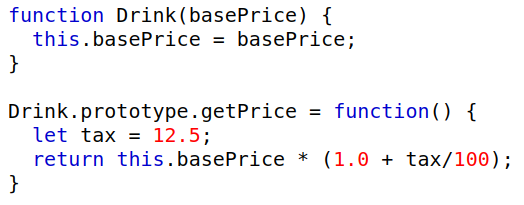 function Drink(basePrice) {
  this.basePrice = basePrice;
}

Drink.prototype.getPrice = function() {
  let tax = 12.5;
  return this.basePrice * (1.0 + tax/100);
}